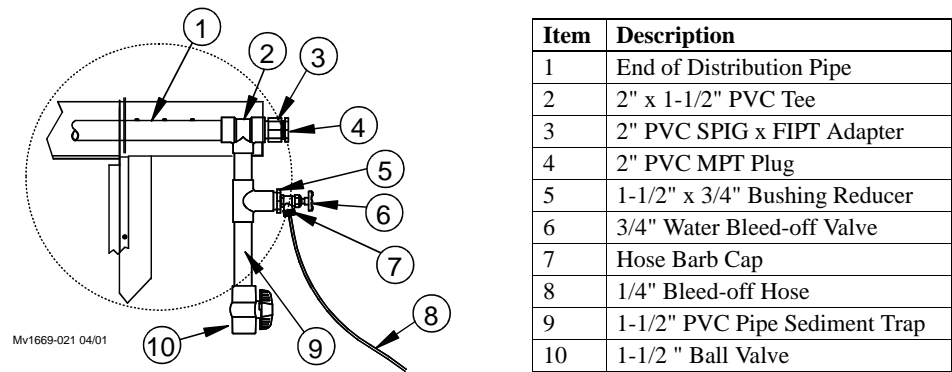 1
2
3
4
5
6
7
8
9
10
Mv1669-021 04/01
Item Description
1 End of Distribution Pipe
2 2" x 1-1/2" PVC Tee
3 2" PVC SPIG x FIPT Adapter
4 2" PVC MPT Plug
5 1-1/2" x 3/4" Bushing Reducer
6 3/4" Water Bleed-off Valve
7 Hose Barb Cap
8 1/4" Bleed-off Hose
9 1-1/2" PVC Pipe Sediment Trap
10 1-1/2 " Ball Valve